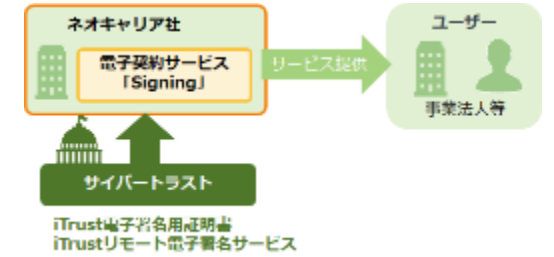 ネオキャリア社
電子契約サービス
「Signing」
サービス提供
ユーザー
事業法人等
サイバートラスト
iTrust電子署名用証明書
iTrustリモート電子署名サービス